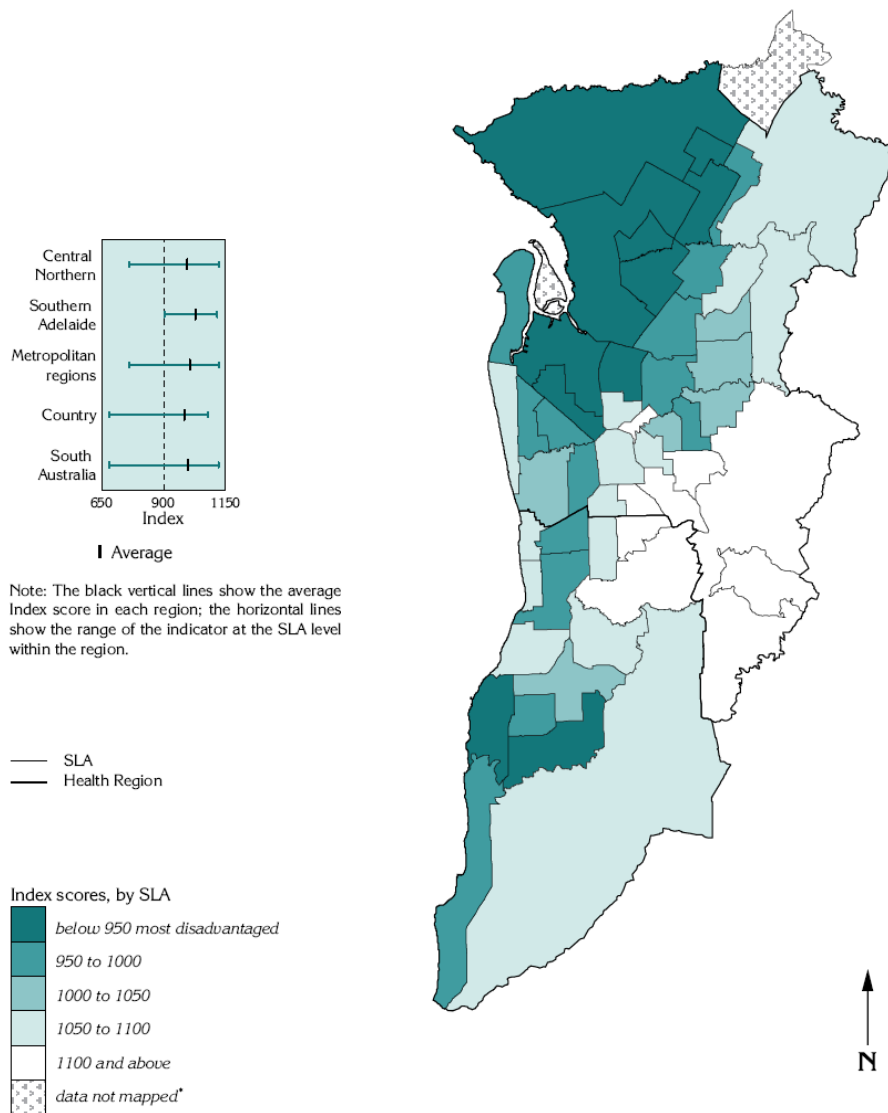 Central
Northern
Southern
Adelaide
Metropolitan
regions
Country
South
Australia
650 900 1150
Index
Average
Note: The black vertical lines show the average
Index score in each region; the horizontal lines
show the range of the indicator at the SLA level
within the region.
SLA
Health Region
Index scores, by SLA
below 950 most disadvantaged
950 to 1000
1000 to 1050
1050 to 1100
1100 and above
data not mapped*
N